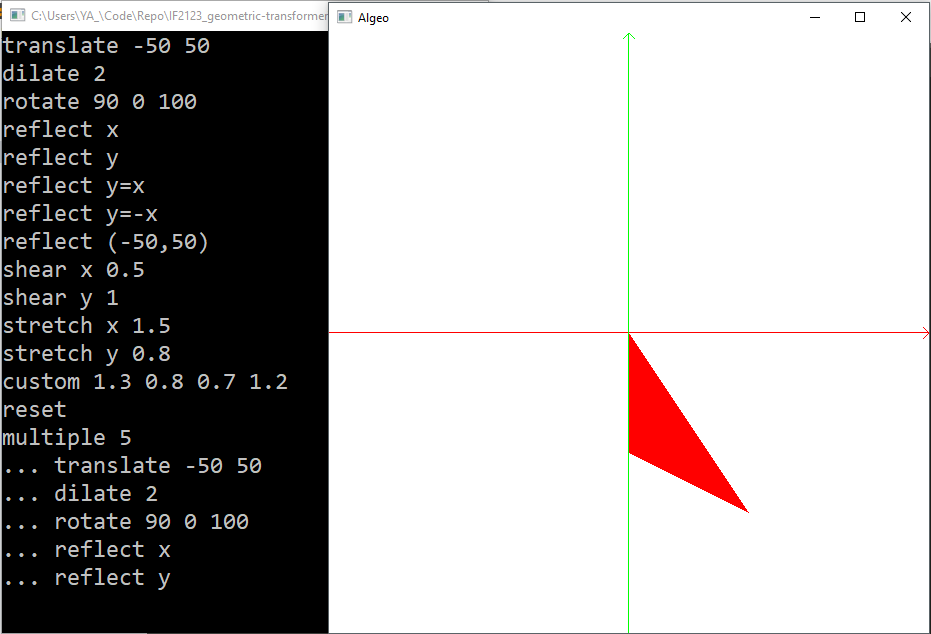 C:\Users\YA_\Code\Repo\IF2123_geometric-transformer
Algeo
translate -50 50
dilate 2
rotate 90 0 100
reflect x
reflect y
reflect y=x
reflect y=-x
reflect (-50,50)
shear x 0.5
shear y 1
stretch x 1.5
stretch y 0.8
custom 1.3 0.8 0.7 1.2
reset
multiple 5
... translate -50 50
... dilate 2
... rotate 90 0 100
... reflect x
... reflect y